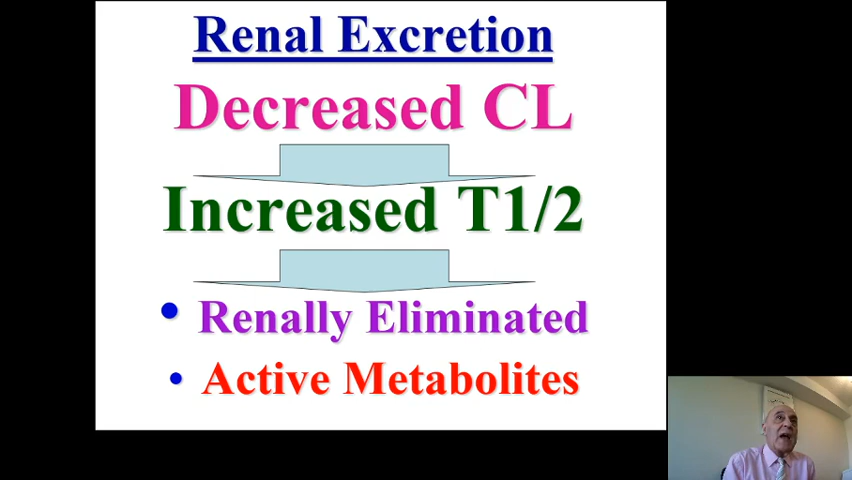 Renal Excretion
Decreased CL
Increased T1/2
• Renally Eliminated
• Active Metabolites